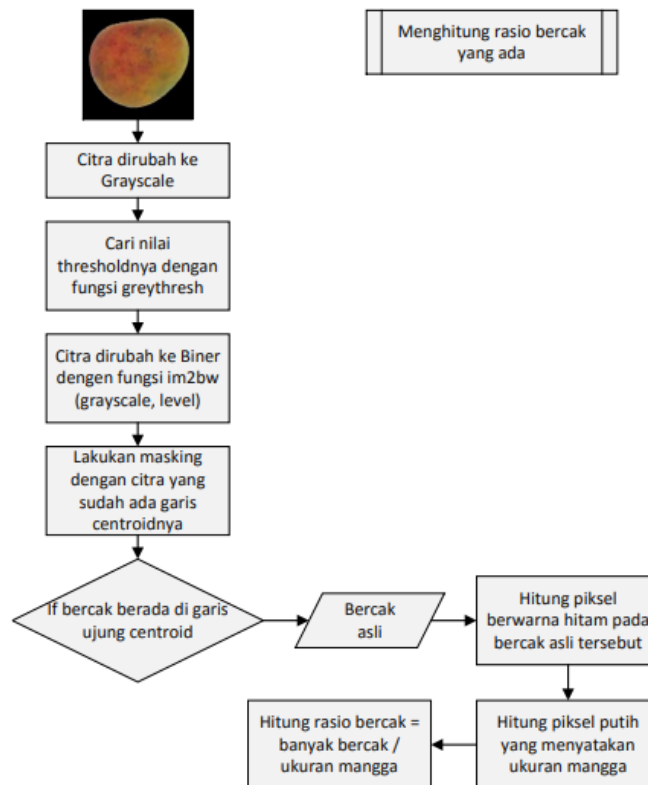 Menghitung rasio bercak
yang ada
Citra dirubah ke
Grayscale
Cari nilai
thresholdnya dengan
fungsi greythresh
Citra dirubah ke Biner
dengen fungsi im2bw
(grayscale, level)
Lakukan masking
dengan citra yang
sudah ada garis
centroidnya
If bercak berada di garis
ujung centroid
Bercak
asli
Hitung piksel
berwarna hitam pada
bercak asli tersebut
Hitung piksel putih
yang menyatakan
ukuran mangga
Hitung rasio bercak =
banyak bercak /
ukuran mangga